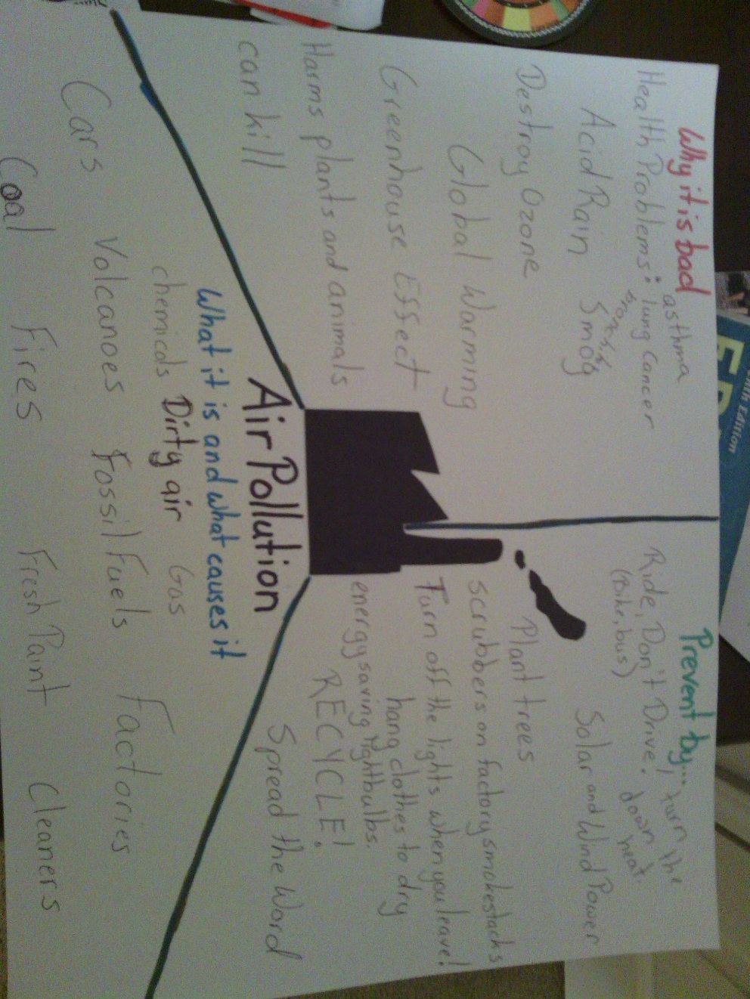 Why it is bad
asthma
Health Problems: lung cancer
Acid Rain Smog
Destroy Ozone
Global Warming
Greenhouse Effect
Harms plants and animals
can kill
Prevent by...
Ride, Don't Drive. turn the
(Bike, bus) down heat.
Solar and Wind Power
Plant trees
scrubbers on factory smokestacks
Turn off the lights when you leave!
hang clothes to dry
energy saving lightbulbs.
RECYCLE!
Spread the Word
Air Pollution
What it is and what causes it
chemicals Dirty air Gas
Cars Volcanoes Fossil Fuels Factories
Coal Fires Fresh Paint Cleaners
Edition